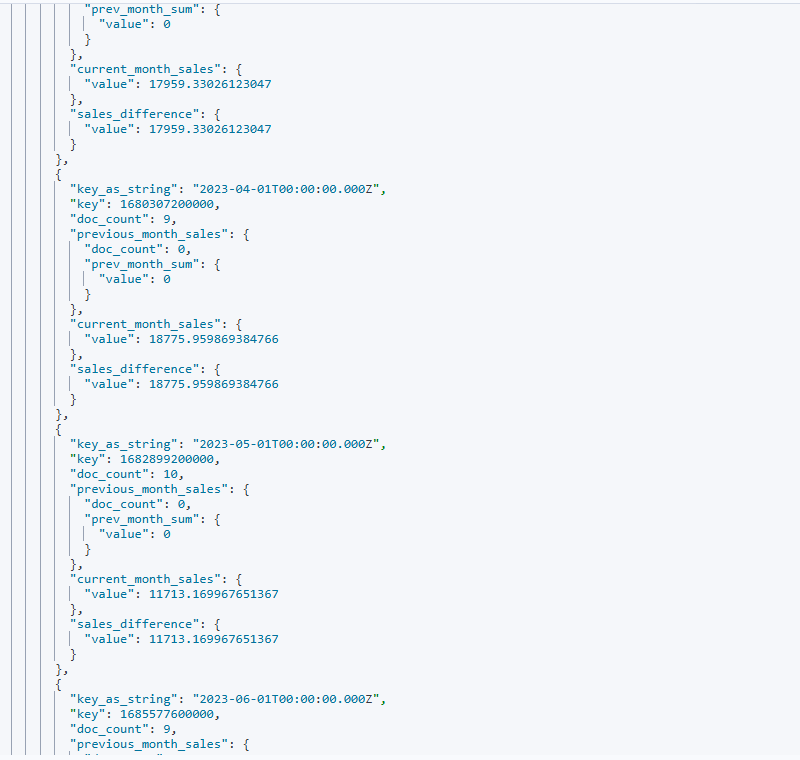 "prev_month_sum": {
"value": 0
}
},
"current_month_sales": {
"value": 17959.33026123047
},
"sales_difference": {
"value": 17959.33026123047
}
},
{
"key_as_string": "2023-04-01T00:00:00.000Z",
"key": 1680307200000,
"doc_count": 9,
"previous_month_sales": {
"doc_count": 0,
"prev_month_sum": {
"value": 0
}
},
"current_month_sales": {
"value": 18775.959869384766
},
"sales_difference": {
"value": 18775.959869384766
}
},
{
"key_as_string": "2023-05-01T00:00:00.000Z",
"key": 1682899200000,
"doc_count": 10,
"previous_month_sales": {
"doc_count": 0,
"prev_month_sum": {
"value": 0
}
},
"current_month_sales": {
"value": 11713.169967651367
},
"sales_difference": {
"value": 11713.169967651367
}
},
{
"key_as_string": "2023-06-01T00:00:00.000Z",
"key": 1685577600000,
"doc_count": 9,
"previous_month_sales": {